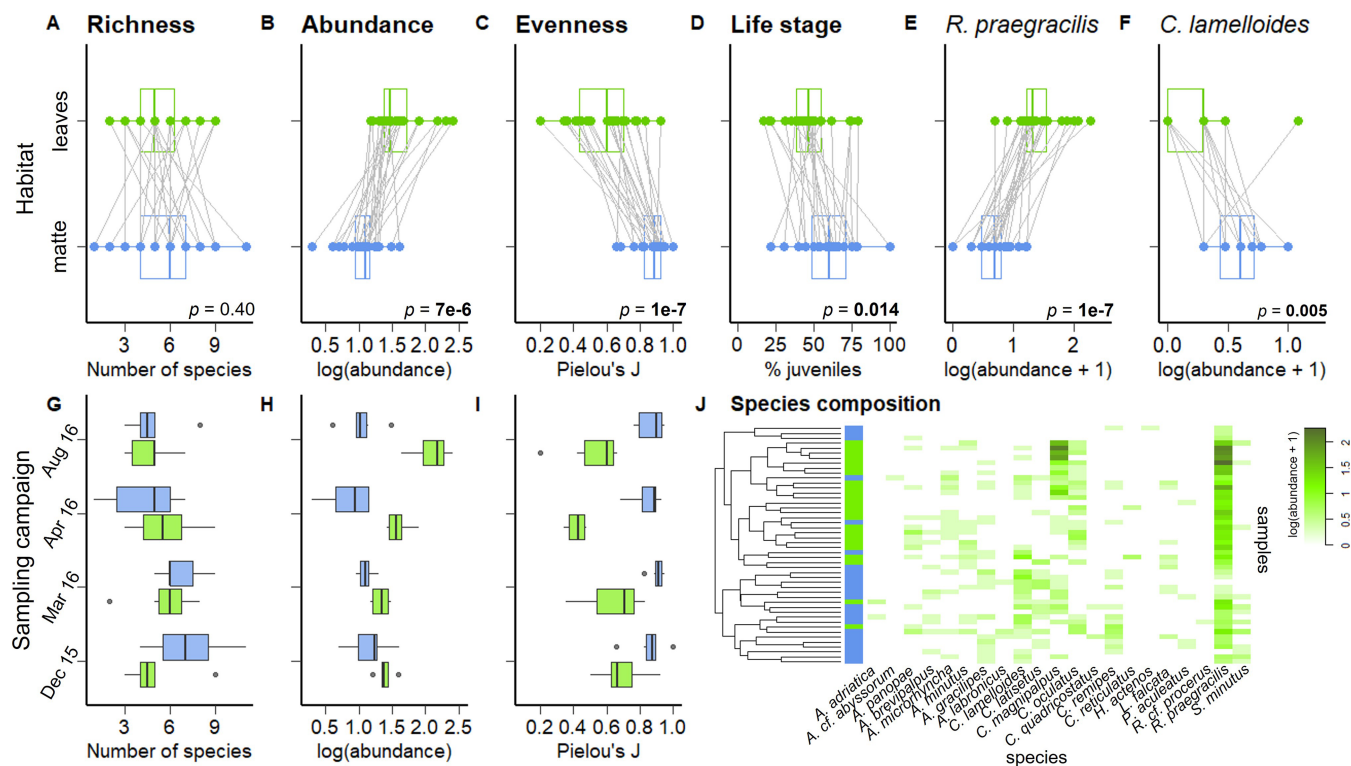 A Richness
B Abundance
C Evenness
D Life stage
E R. praegracilis
F C. lamelloides
Habitat
leaves
matte
p = 0.40
p = 7e-6
p = 1e-7
p = 0.014
p = 1e-7
p = 0.005
3 6 9
0.5 1.0 1.5 2.0 2.5
0.2 0.4 0.6 0.8 1.0
0 25 50 75 100
0 1 2
0.0 0.5 1.0
Number of species
log(abundance)
Pielou's J
% juveniles
log(abundance + 1)
log(abundance + 1)
G
H
I
J Species composition
Sampling campaign
Aug 16
Apr 16
Mar 16
Dec 15
3 6 9
0.5 1.0 1.5 2.0 2.5
0.2 0.4 0.6 0.8 1.0
Number of species
log(abundance)
Pielou's J
log(abundance + 1)
2
1.5
1
0.5
0
samples
A. adriatica
A. cf. abyssorum
A. panopae
A. brevipalpus
A. microrhyncha
A. minutus
A. gracilipes
A. labronicus
C. lamelloides
C. latisetus
C. magnipalpus
C. oculatus
C. quadricostatus
C. remipes
C. reticulatus
H. actenos
L. falcata
P. aculeatus
R. cf. procerus
R. praegracilis
S. minutus
species